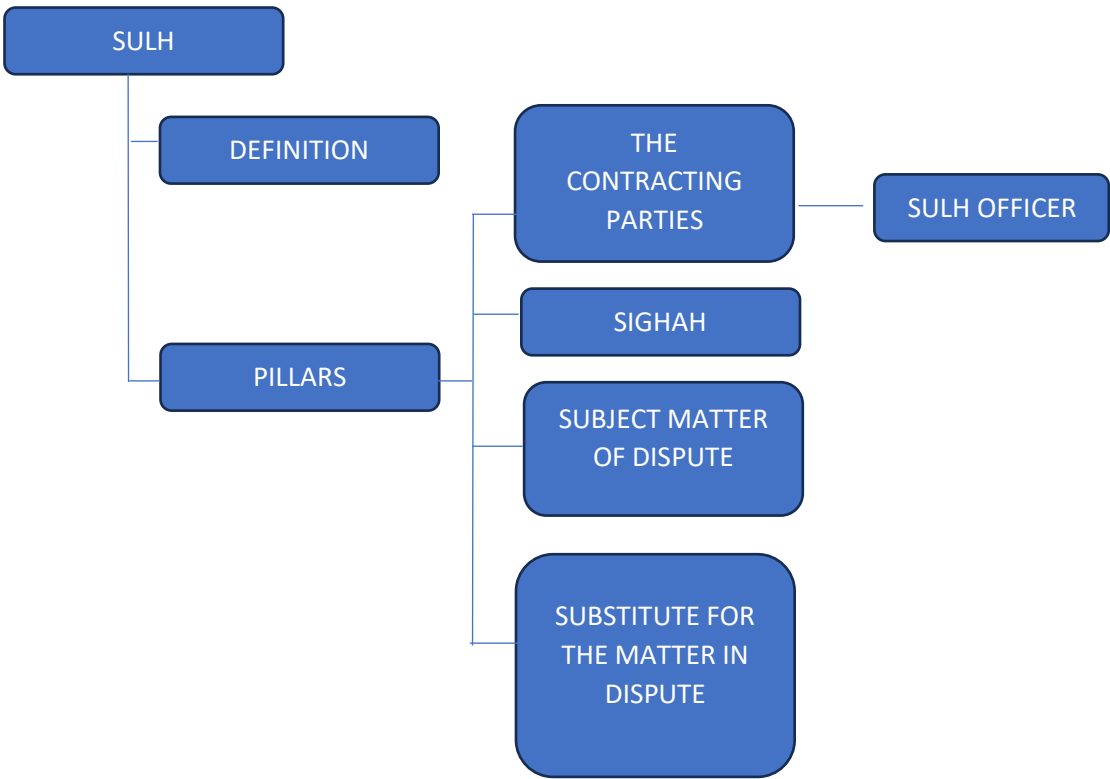 SULH
DEFINITION
THE
CONTRACTING
PARTIES
SULH OFFICER
SIGHAH
PILLARS
SUBJECT MATTER
OF DISPUTE
SUBSTITUTE FOR
THE MATTER IN
DISPUTE